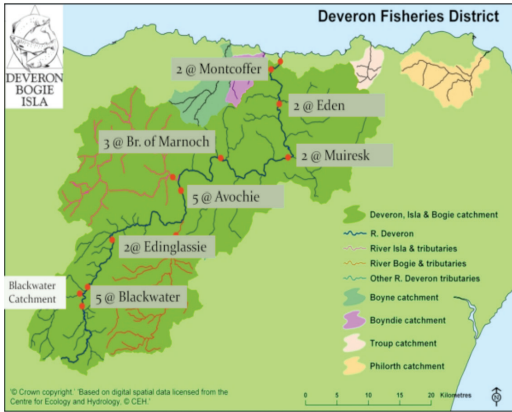 Deveron Fisheries District
DEVERON
BOGIE
ISLA
2 @ Montcoffer
2 @ Eden
3 @ Br. of Marnoch
2 @ Muiresk
5 @ Avochie
2@ Edinglassie
Blackwater
Catchment
5 @ Blackwater
Deveron, Isla & Bogie catchment
R. Deveron
River Isla & tributaries
River Bogie & tributaries
Other R. Deveron tributaries
Boyne catchment
Boyndie catchment
Troup catchment
Philorth catchment
'© Crown copyright.' 'Based on digital spatial data licensed from the
Centre for Ecology and Hydrology, © CEH.'
0 5 10 15 20 Kilometres
N